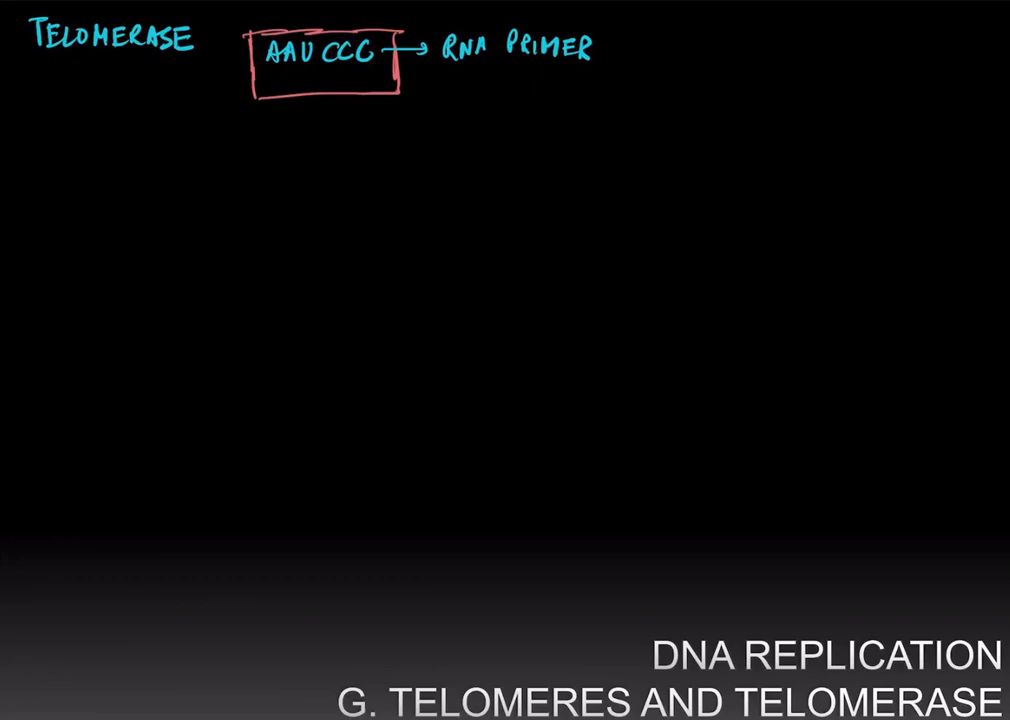 TELOMERASE AAUCCC → RNA PRIMER
DNA REPLICATION
G. TELOMERES AND TELOMERASE